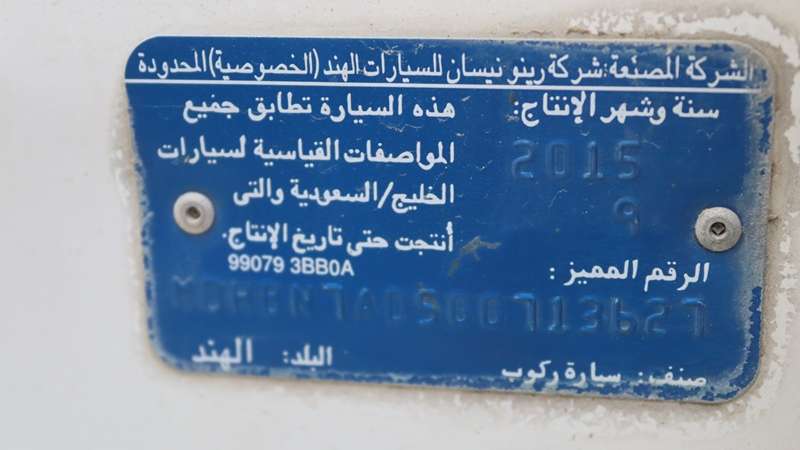 الشركة المصنعة: شركة رينو نيسان للسيارات الهند (الخصوصية) المحدودة
سنة وشهر الإنتاج:
2015
9
هذه السيارة تطابق جميع
المواصفات القياسية لسيارات
الخليج/السعودية والتى
أنتجت حتى تاريخ الإنتاج.
99079 3BB0A
الرقم المميز :
صنف: سيارة ركوب
البلد: الهند